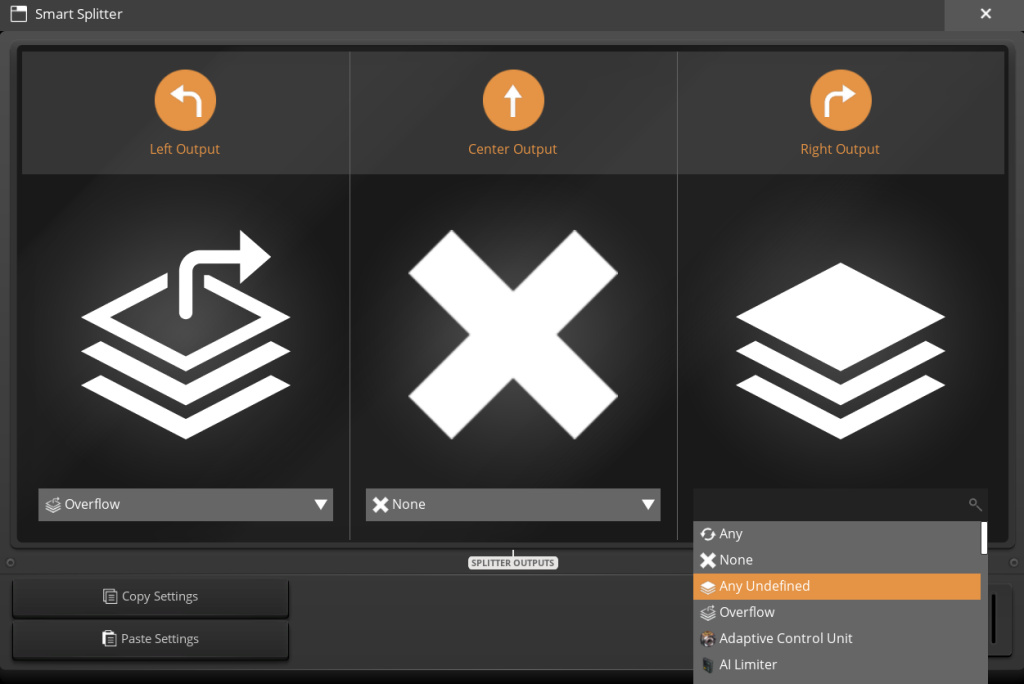 Smart Splitter
Left Output
Center Output
Right Output
Overflow
None
Any
None
Any Undefined
Overflow
Adaptive Control Unit
AI Limiter
SPLITTER OUTPUTS
Copy Settings
Paste Settings